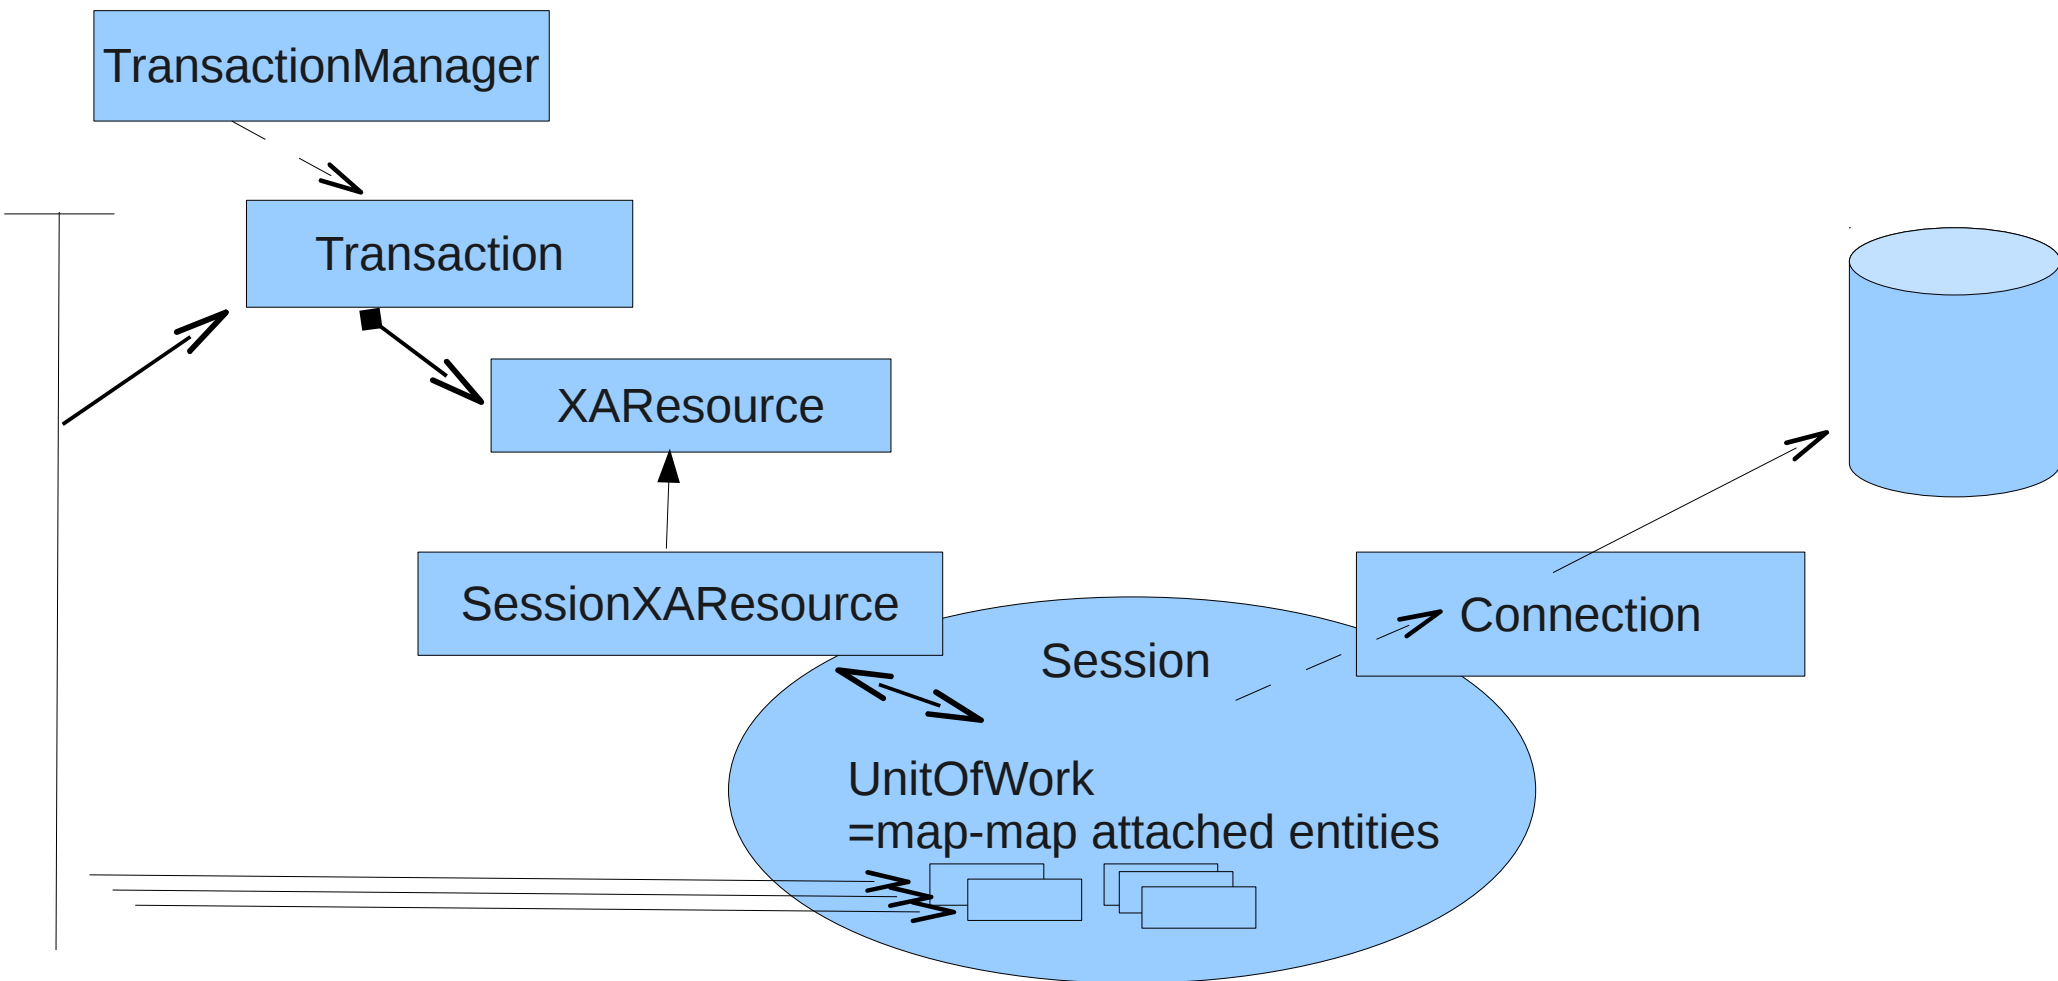 TransactionManager
Transaction
XAResource
SessionXAResource
Connection
Session
UnitOfWork
=map-map attached entities